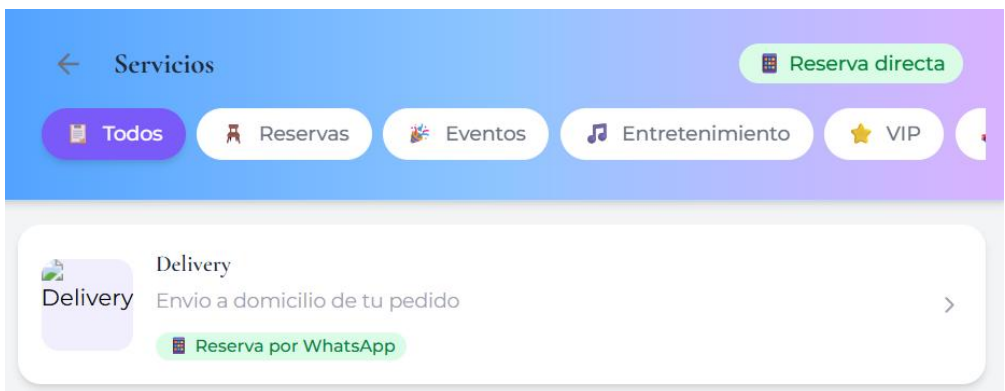 Servicios
Reserva directa
Todos
Reservas
Eventos
Entretenimiento
VIP
Delivery
Delivery
Envio a domicilio de tu pedido
Reserva por WhatsApp